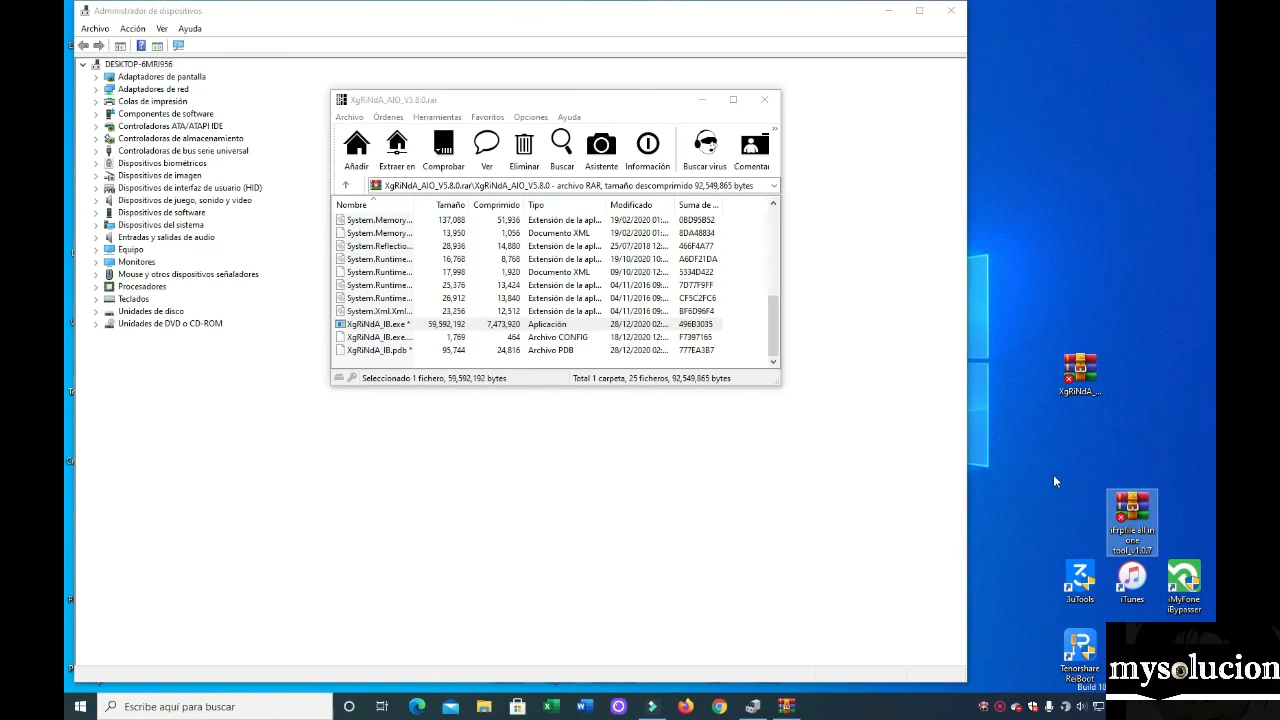 Administrador de dispositivos
Archivo Acción Ver Ayuda
DESKTOP-6MRI956
Adaptadores de pantalla
Adaptadores de red
Colas de impresión
Componentes de software
Controladoras ATA/ATAPI IDE
Controladoras de almacenamiento
Controladoras de bus serie universal
Dispositivos biométricos
Dispositivos de imagen
Dispositivos de interfaz de usuario (HID)
Dispositivos de juego, sonido y video
Dispositivos de software
Dispositivos del sistema
Entradas y salidas de audio
Equipo
Monitores
Mouse y otros dispositivos señaladores
Procesadores
Teclados
Unidades de disco
Unidades de DVD o CD-ROM
XgRiNdA_AIO_V5.8.0.rar
Archivo Órdenes Herramientas Favoritos Opciones Ayuda
Añadir Extraer en Comprobar Ver Eliminar Buscar Asistente Información Buscar virus Comentar
XgRiNdA_AIO_V5.8.0.rar\XgRiNdA_AIO_V5.8.0 - archivo RAR, tamaño descomprimido 92,549,865 bytes
Nombre Tamaño Comprimido Tipo Modificado Suma de ...
System.Memory... 137,088 51,936 Extensión de la apl... 19/02/2020 01:... 0BD95B52
System.Memory... 13,950 1,056 Documento XML 19/02/2020 01:... 8DA48834
System.Reflectio... 28,936 14,880 Extensión de la apl... 25/07/2018 12:... 466F4A77
System.Runtime... 16,768 8,768 Extensión de la apl... 19/10/2020 10:... A6DF21DA
System.Runtime... 17,998 1,920 Documento XML 09/10/2020 12:... 5334D422
System.Runtime... 25,376 13,424 Extensión de la apl... 04/11/2016 09:... 7D77F9FF
System.Runtime... 26,912 13,840 Extensión de la apl... 04/11/2016 09:... CF5C2FC6
System.Xml.Xml... 23,256 12,512 Extensión de la apl... 04/11/2016 09:... BF6D96F4
XgRiNdA_IB.exe * 59,592,192 7,473,920 Aplicación 28/12/2020 02:... 496B3035
XgRiNdA_IB.exe.... 1,769 464 Archivo CONFIG 18/12/2020 12:... F7397165
XgRiNdA_IB.pdb * 95,744 24,816 Archivo PDB 28/12/2020 02:... 777EA3B7
Seleccionado 1 fichero, 59,592,192 bytes Total 1 carpeta, 25 ficheros, 92,549,865 bytes
XgRiNdA_...
iFrpfile all in
one
tool_v1.0.7
3uTools iTunes iMyFone
iBypasser
Tenorshare
ReiBoot
Build 18
mysolucion
Escribe aquí para buscar